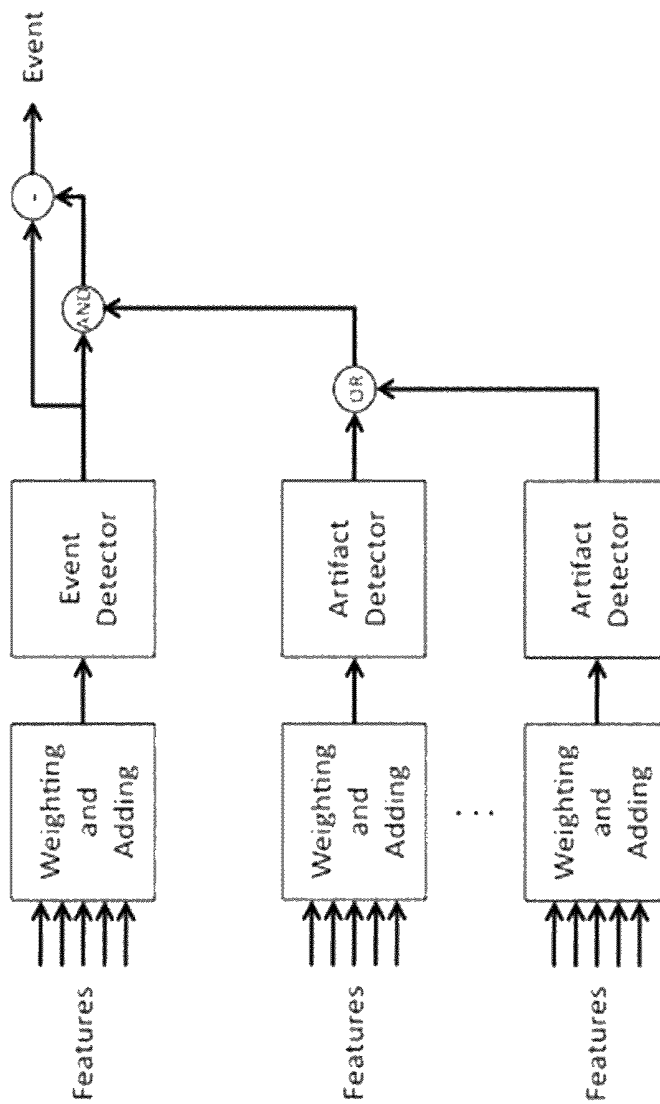 Features
Weighting
and
Adding
Event
Detector
AND
-
Event
Features
Weighting
and
Adding
Artifact
Detector
OR
. . .
Features
Weighting
and
Adding
Artifact
Detector